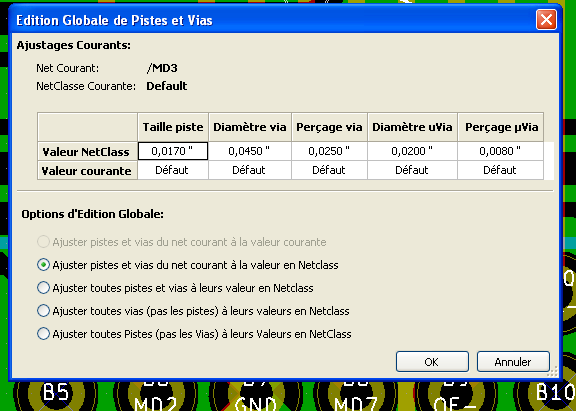 Edition Globale de Pistes et Vias
Ajustages Courants:
Net Courant: /MD3
NetClasse Courante: Default
Taille piste Diamètre via Perçage via Diamètre uVia Perçage µVia
Valeur NetClass 0,0170 " 0,0450 " 0,0250 " 0,0200 " 0,0080 "
Valeur courante Défaut Défaut Défaut Défaut Défaut
Options d'Edition Globale:
Ajuster pistes et vias du net courant à la valeur courante
Ajuster pistes et vias du net courant à la valeur en Netclass
Ajuster toutes pistes et vias à leurs valeur en Netclass
Ajuster toutes vias (pas les pistes) à leurs valeurs en Netclass
Ajuster toutes Pistes (pas les Vias) à leurs Valeurs en NetClass
OK Annuler
B5 B10
MD2 GND MD7 OE-